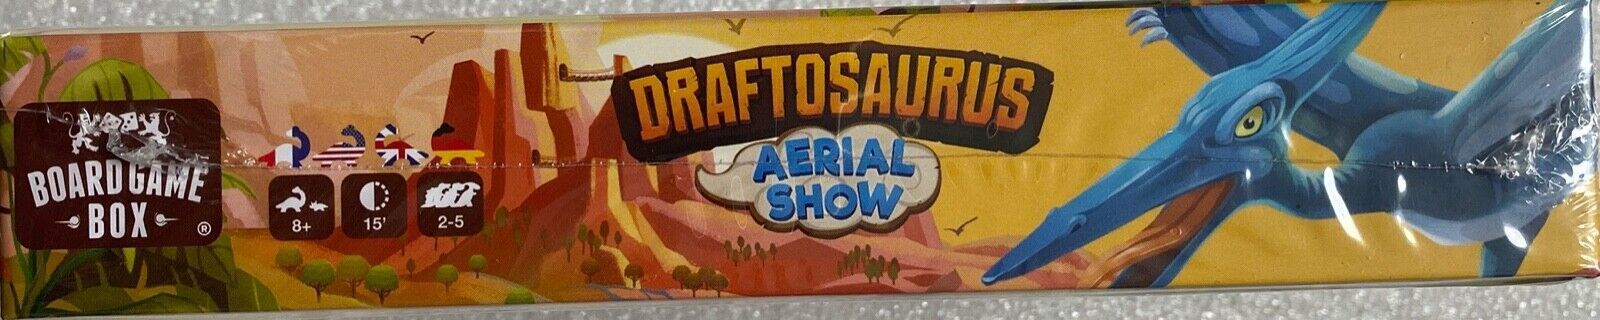 BOARD GAME
BOX
®
8+
15'
2-5
DRAFTOSAURUS
AERIAL
SHOW